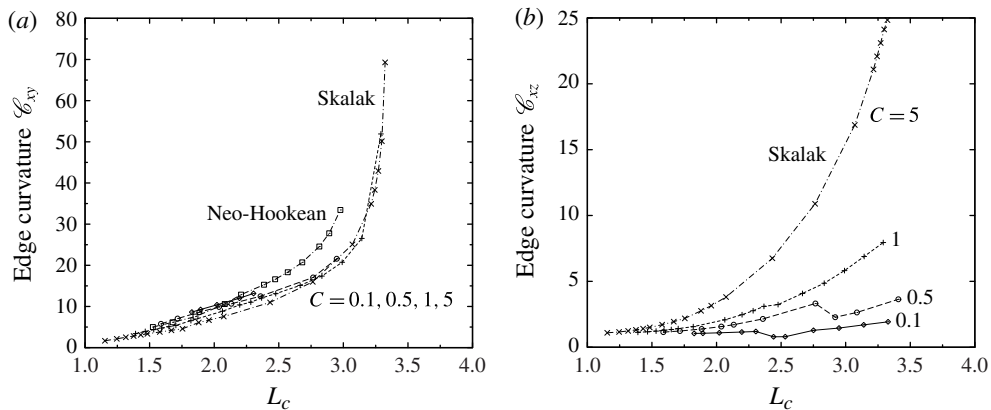 (a)
80
70
60
50
40
30
20
10
0
Edge curvature 𝒞xy
Skalak
Neo-Hookean
C = 0.1, 0.5, 1, 5
1.0 1.5 2.0 2.5 3.0 3.5 4.0
Lc
(b)
25
20
15
10
5
0
Edge curvature 𝒞xz
C = 5
Skalak
1
0.5
0.1
1.0 1.5 2.0 2.5 3.0 3.5 4.0
Lc